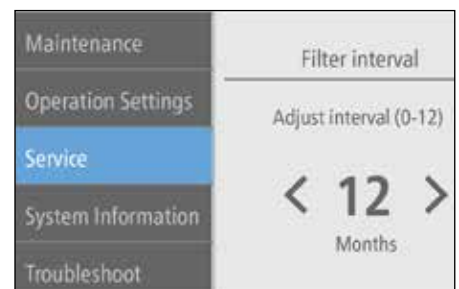 Maintenance
Operation Settings
Service
System Information
Troubleshoot
Filter interval
Adjust interval (0-12)
< 12 >
Months